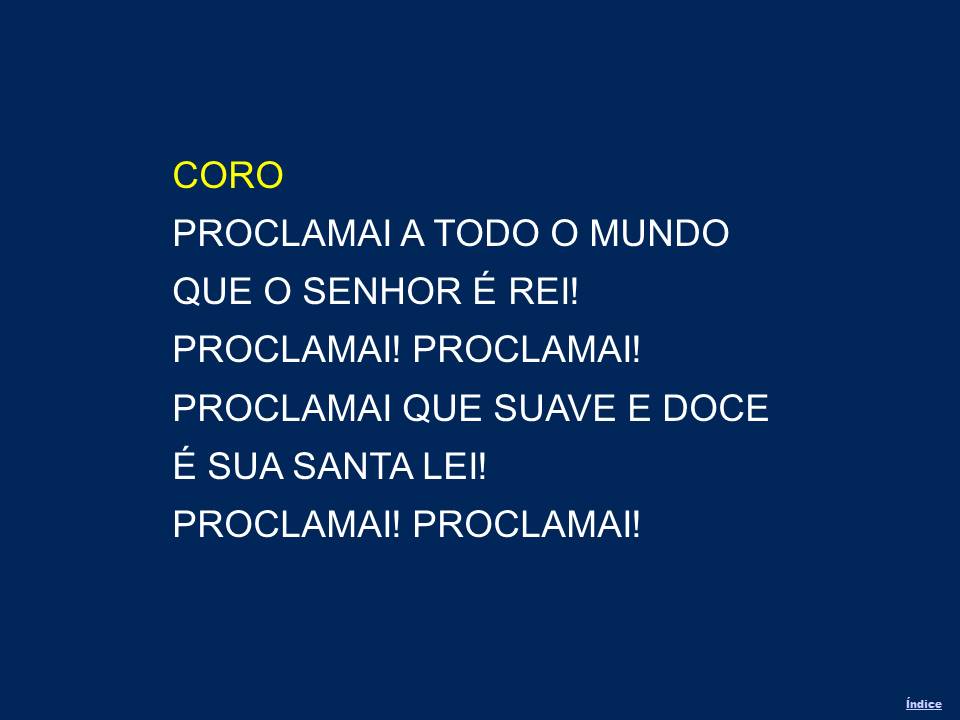 CORO
PROCLAMAI A TODO O MUNDO
QUE O SENHOR É REI!
PROCLAMAI! PROCLAMAI!
PROCLAMAI QUE SUAVE E DOCE
É SUA SANTA LEI!
PROCLAMAI! PROCLAMAI!
Índice